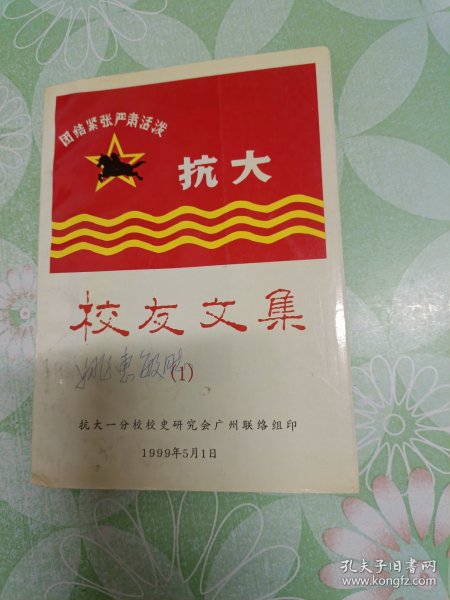 团结紧张严肃活泼
抗大
校友文集
(1)
抗大一分校校史研究会广州联络组印
1999年5月1日
孔夫子旧书网
www.kongfz.com